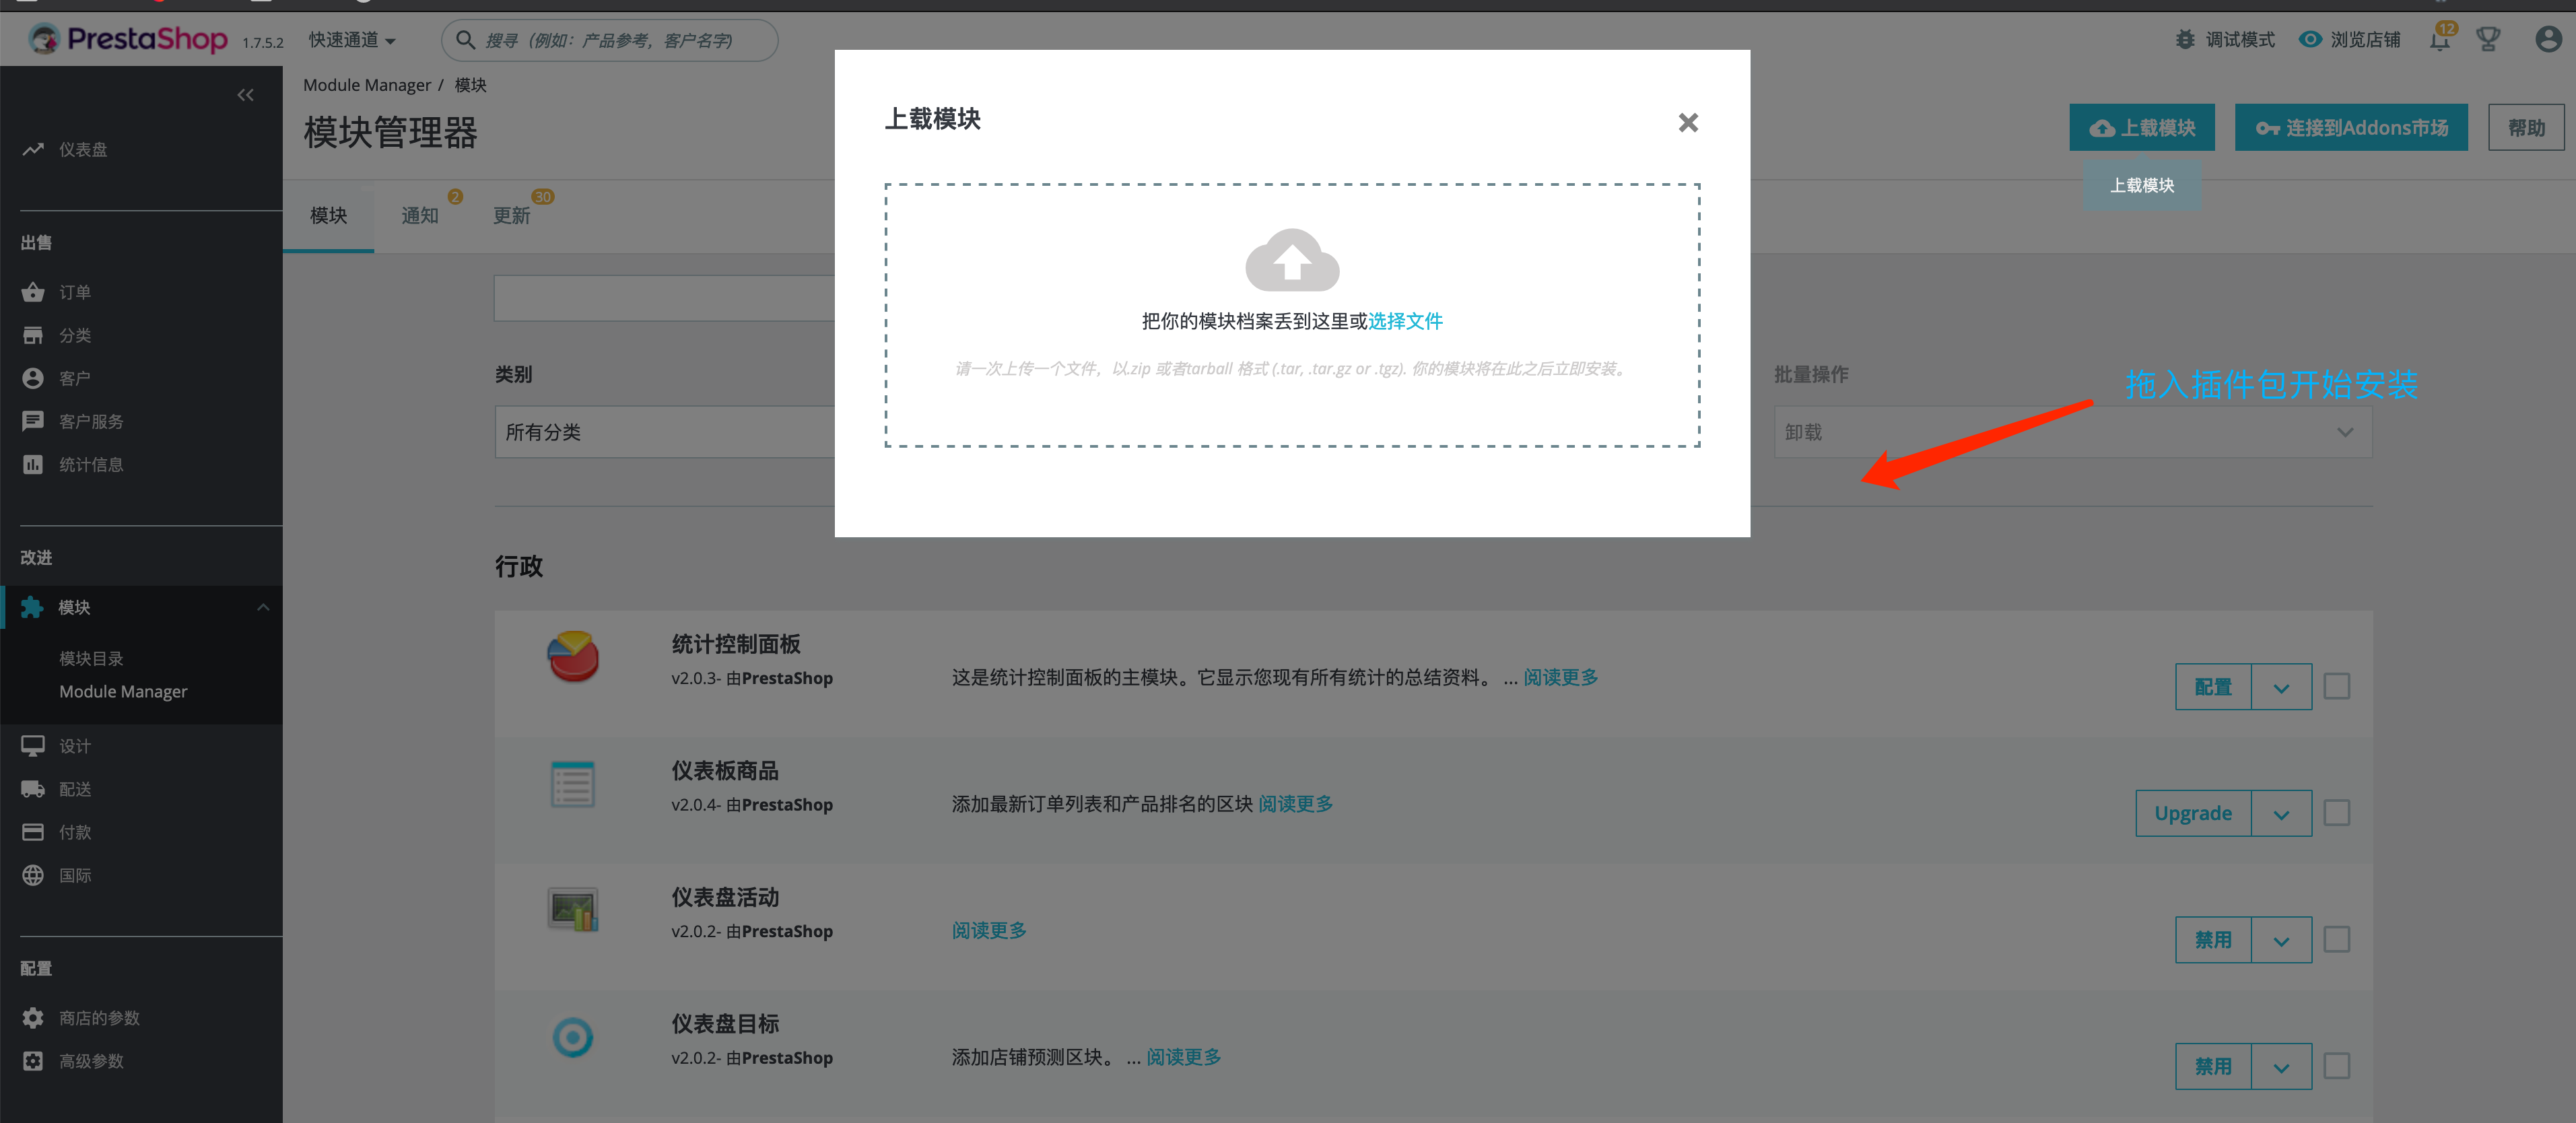 PrestaShop 1.7.5.2
快速通道
搜寻（例如：产品参考，客户名字）
调试模式
浏览店铺
12
Module Manager / 模块
模块管理器
上载模块
连接到Addons市场
帮助
上载模块
模块
通知
2
更新
30
仪表盘
出售
订单
分类
客户
客户服务
统计信息
改进
模块
模块目录
Module Manager
设计
配送
付款
国际
配置
商店的参数
高级参数
上载模块
把你的模块档案丢到这里或选择文件
请一次上传一个文件，以.zip 或者tarball 格式 (.tar, .tar.gz or .tgz). 你的模块将在此之后立即安装。
类别
所有分类
批量操作
卸载
拖入插件包开始安装
行政
统计控制面板
v2.0.3- 由PrestaShop
这是统计控制面板的主模块。它显示您现有所有统计的总结资料。 ... 阅读更多
配置
仪表板商品
v2.0.4- 由PrestaShop
添加最新订单列表和产品排名的区块 阅读更多
Upgrade
仪表盘活动
v2.0.2- 由PrestaShop
阅读更多
禁用
仪表盘目标
v2.0.2- 由PrestaShop
添加店铺预测区块。 ... 阅读更多
禁用